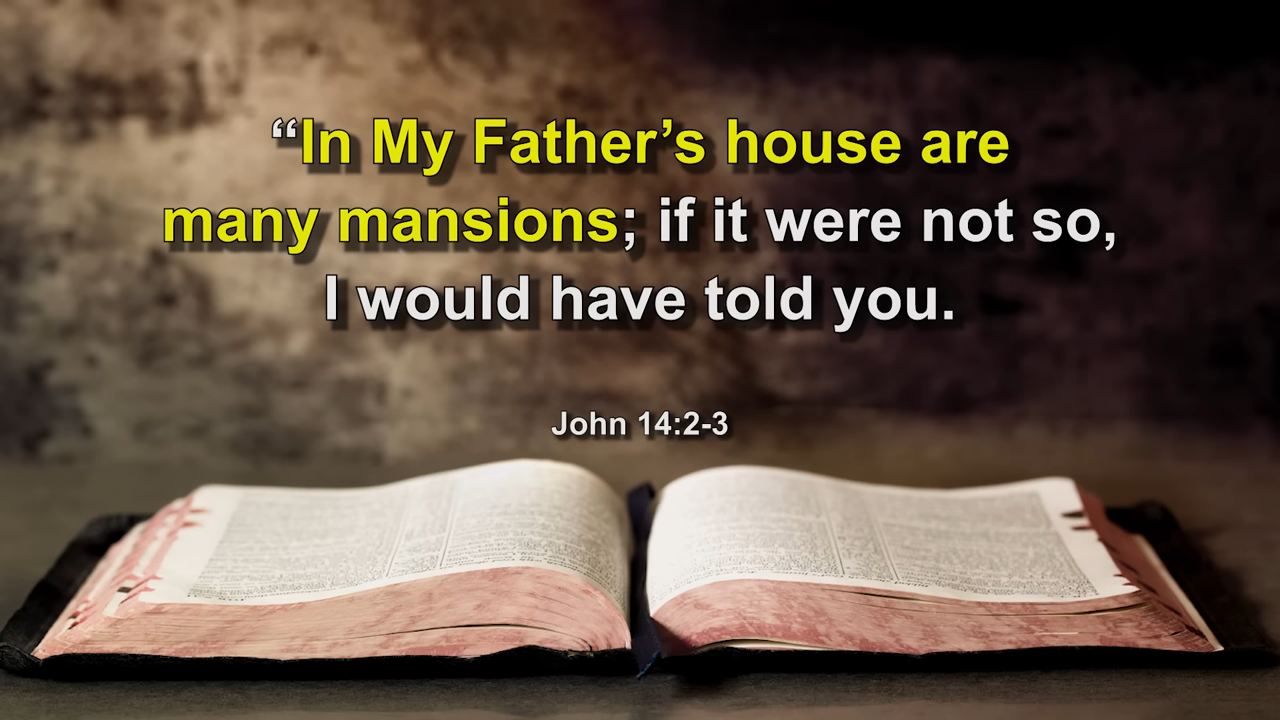 “In My Father’s house are
many mansions; if it were not so,
I would have told you.
John 14:2-3